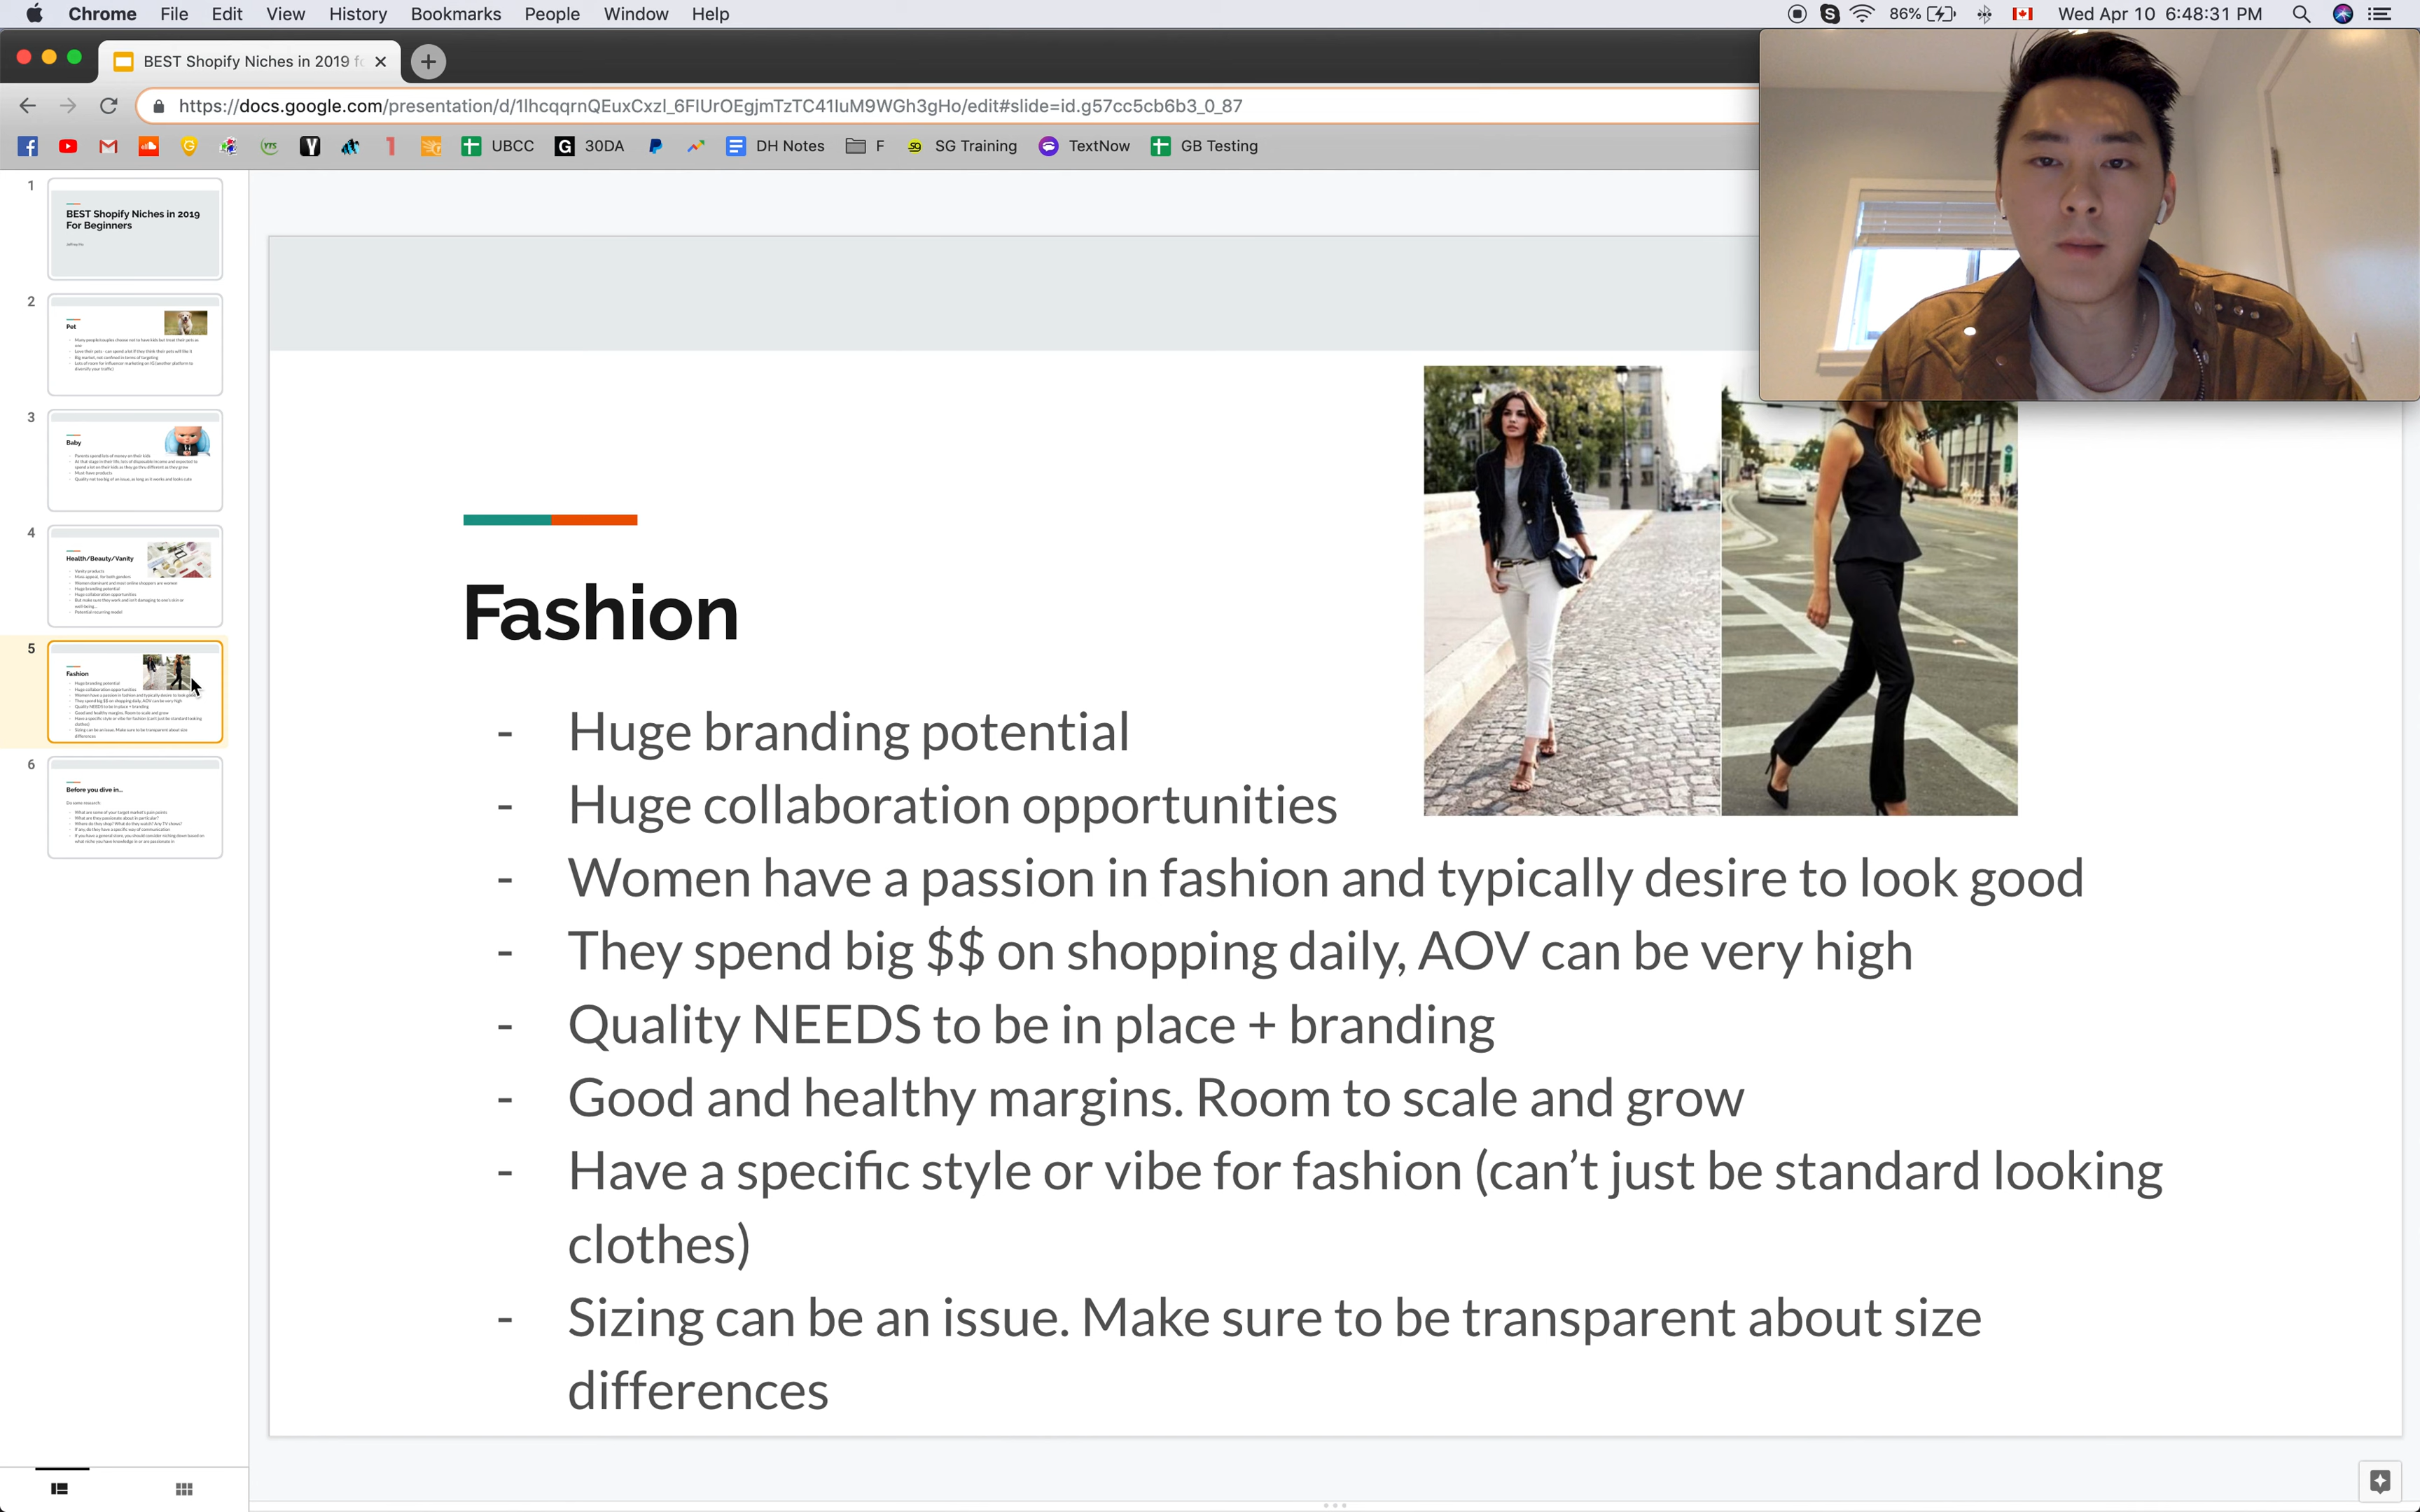 Chrome File Edit View History Bookmarks People Window Help
86% Wed Apr 10 6:48:31 PM
BEST Shopify Niches in 2019 f
https://docs.google.com/presentation/d/
UBCC 30DA DH Notes F SG Training TextNow GB Testing
1
BEST Shopify Niches in 2019
For Beginners
2
Pet
3
Baby
4
Health/Beauty/Vanity
5
Fashion
6
Before you dive in...
Fashion
- Huge branding potential
- Huge collaboration opportunities
- Women have a passion in fashion and typically desire to look good
- They spend big $$ on shopping daily, AOV can be very high
- Quality NEEDS to be in place + branding
- Good and healthy margins. Room to scale and grow
- Have a specific style or vibe for fashion (can’t just be standard looking
clothes)
- Sizing can be an issue. Make sure to be transparent about size
differences